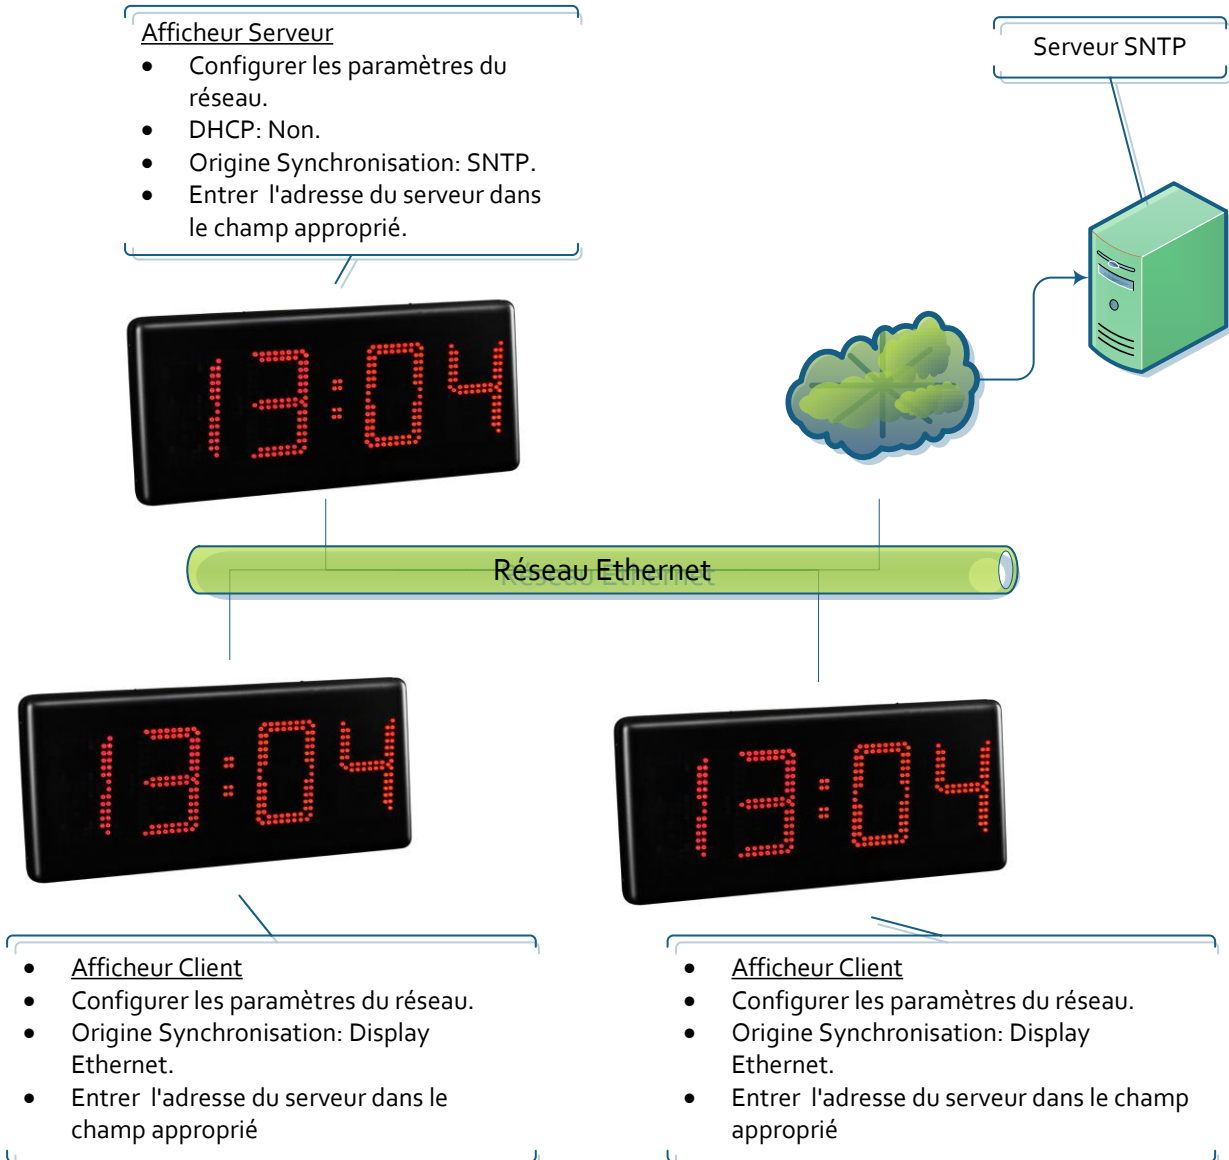 Afficheur Serveur
• Configurer les paramètres du
réseau.
• DHCP: Non.
• Origine Synchronisation: SNTP.
• Entrer  l'adresse du serveur dans
le champ approprié.
Serveur SNTP
13:04
Réseau Ethernet
13:04
13:04
• Afficheur Client
• Configurer les paramètres du réseau.
• Origine Synchronisation: Display
Ethernet.
• Entrer  l'adresse du serveur dans le
champ approprié
• Afficheur Client
• Configurer les paramètres du réseau.
• Origine Synchronisation: Display
Ethernet.
• Entrer  l'adresse du serveur dans le champ
approprié